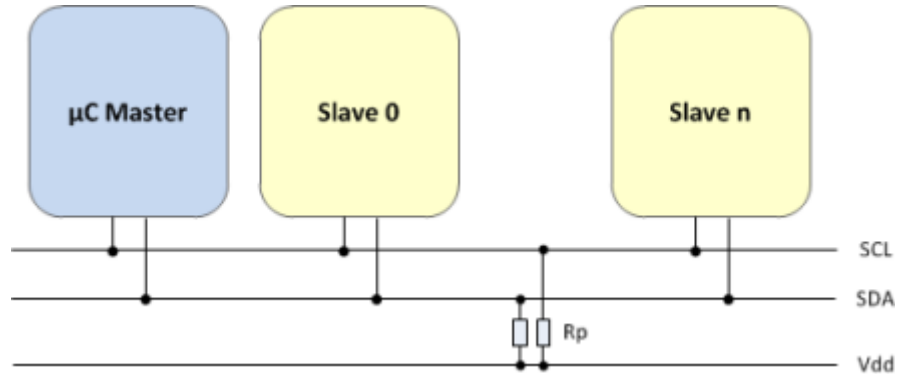 µC Master
Slave 0
Slave n
SCL
SDA
Rp
Vdd